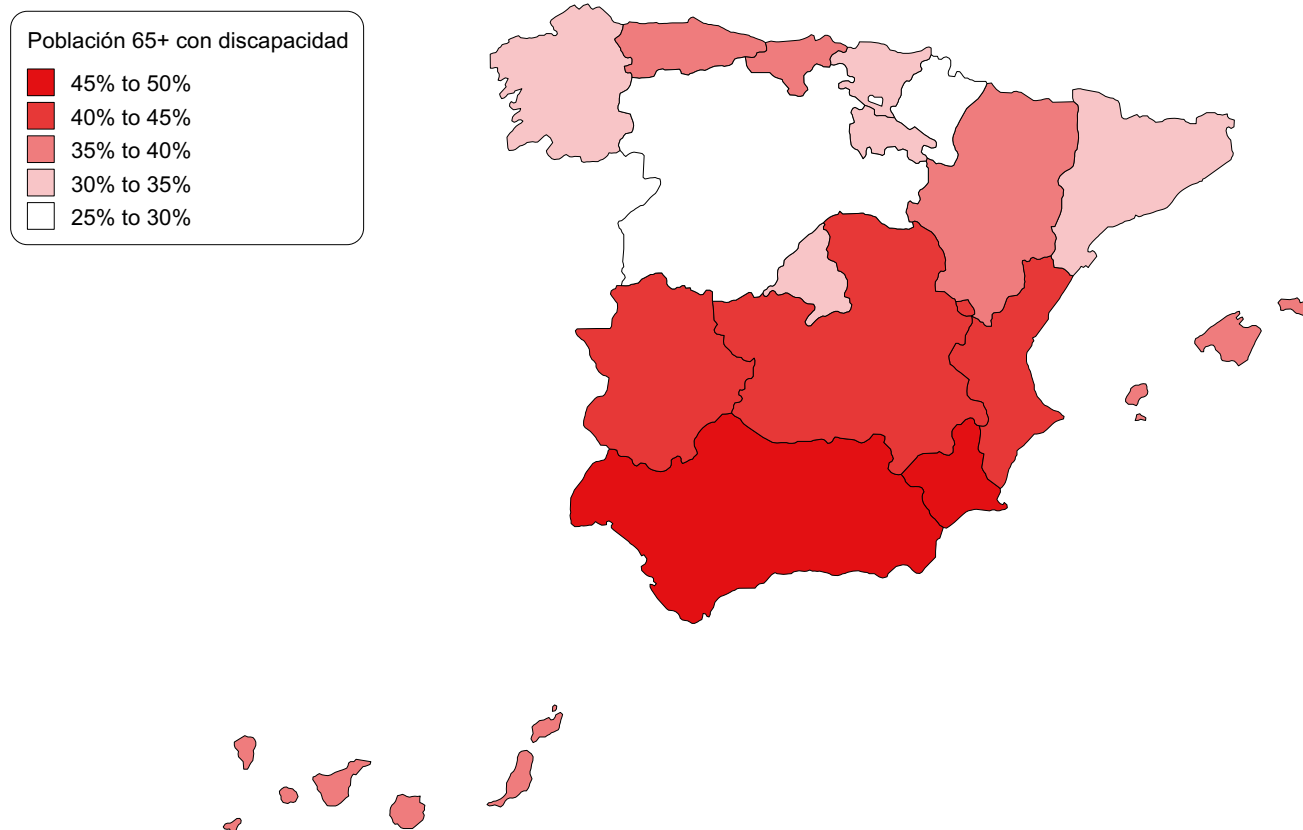 Población 65+ con discapacidad
45% to 50%
40% to 45%
35% to 40%
30% to 35%
25% to 30%